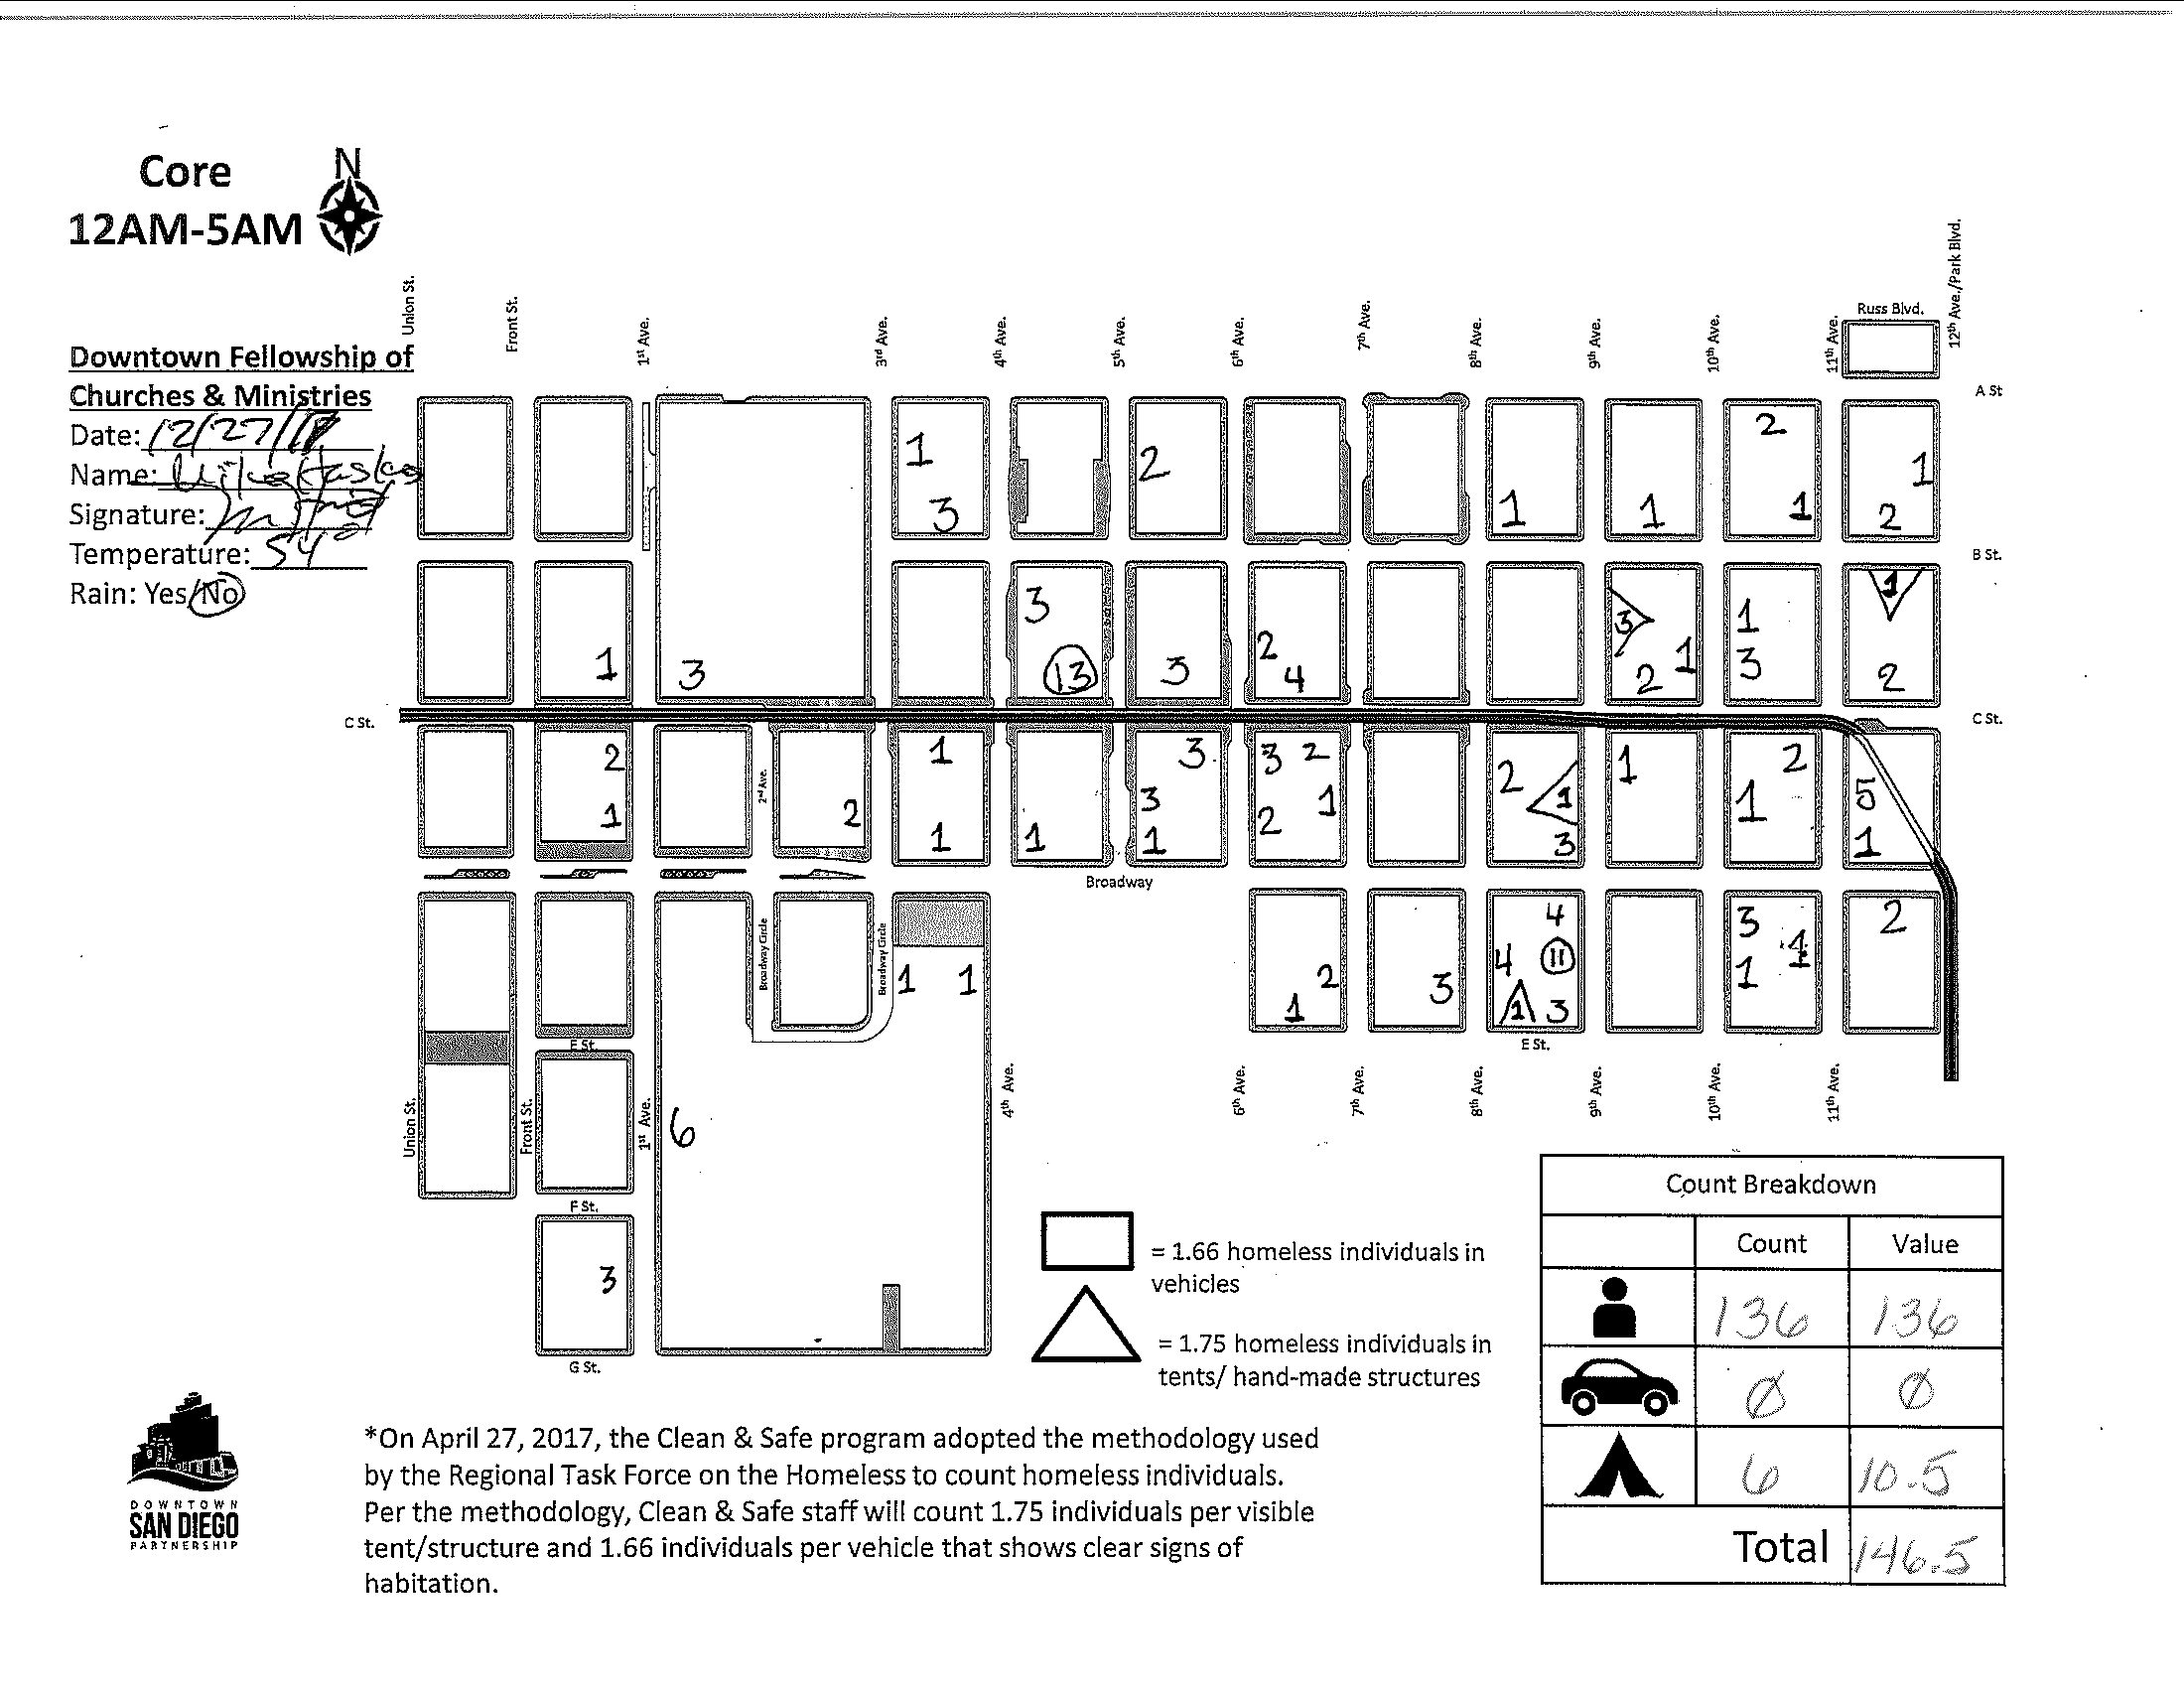 Core
12AM-5AM
N
Downtown Fellowship of
Churches & Ministries
Date: 12/27/17
Name:
Signature:
Temperature: 54°
Rain: Yes/No
Union St.
Front St.
1st Ave.
3rd Ave.
4th Ave.
5th Ave.
6th Ave.
7th Ave.
8th Ave.
9th Ave.
10th Ave.
11th Ave.
Russ Blvd.
12th Ave./Park Blvd.
A St
1 2 2 1
3 1 1 1 2
B St.
3 3 1 1
2 1 3
1 3 13 3 4 2 2
C St.
C St.
2 1 3 3 2 2 1 1 2 5
1 2 1 1 3 2 1 3 1 1
1
2nd Ave.
Broadway
Broadway Circle
Broadway Circle
4 3 2
1 1 2 3 4 11 1 1
1 1 3
E St.
E St.
Union St.
Front St.
1st Ave.
4th Ave.
6th Ave.
7th Ave.
8th Ave.
9th Ave.
10th Ave.
11th Ave.
6
F St.
3
G St.
= 1.66 homeless individuals in
vehicles
= 1.75 homeless individuals in
tents/ hand-made structures
Count Breakdown
Count Value
136 136
0 0
6 10.5
Total 146.5
DOWNTOWN
SAN DIEGO
PARTNERSHIP
*On April 27, 2017, the Clean & Safe program adopted the methodology used
by the Regional Task Force on the Homeless to count homeless individuals.
Per the methodology, Clean & Safe staff will count 1.75 individuals per visible
tent/structure and 1.66 individuals per vehicle that shows clear signs of
habitation.